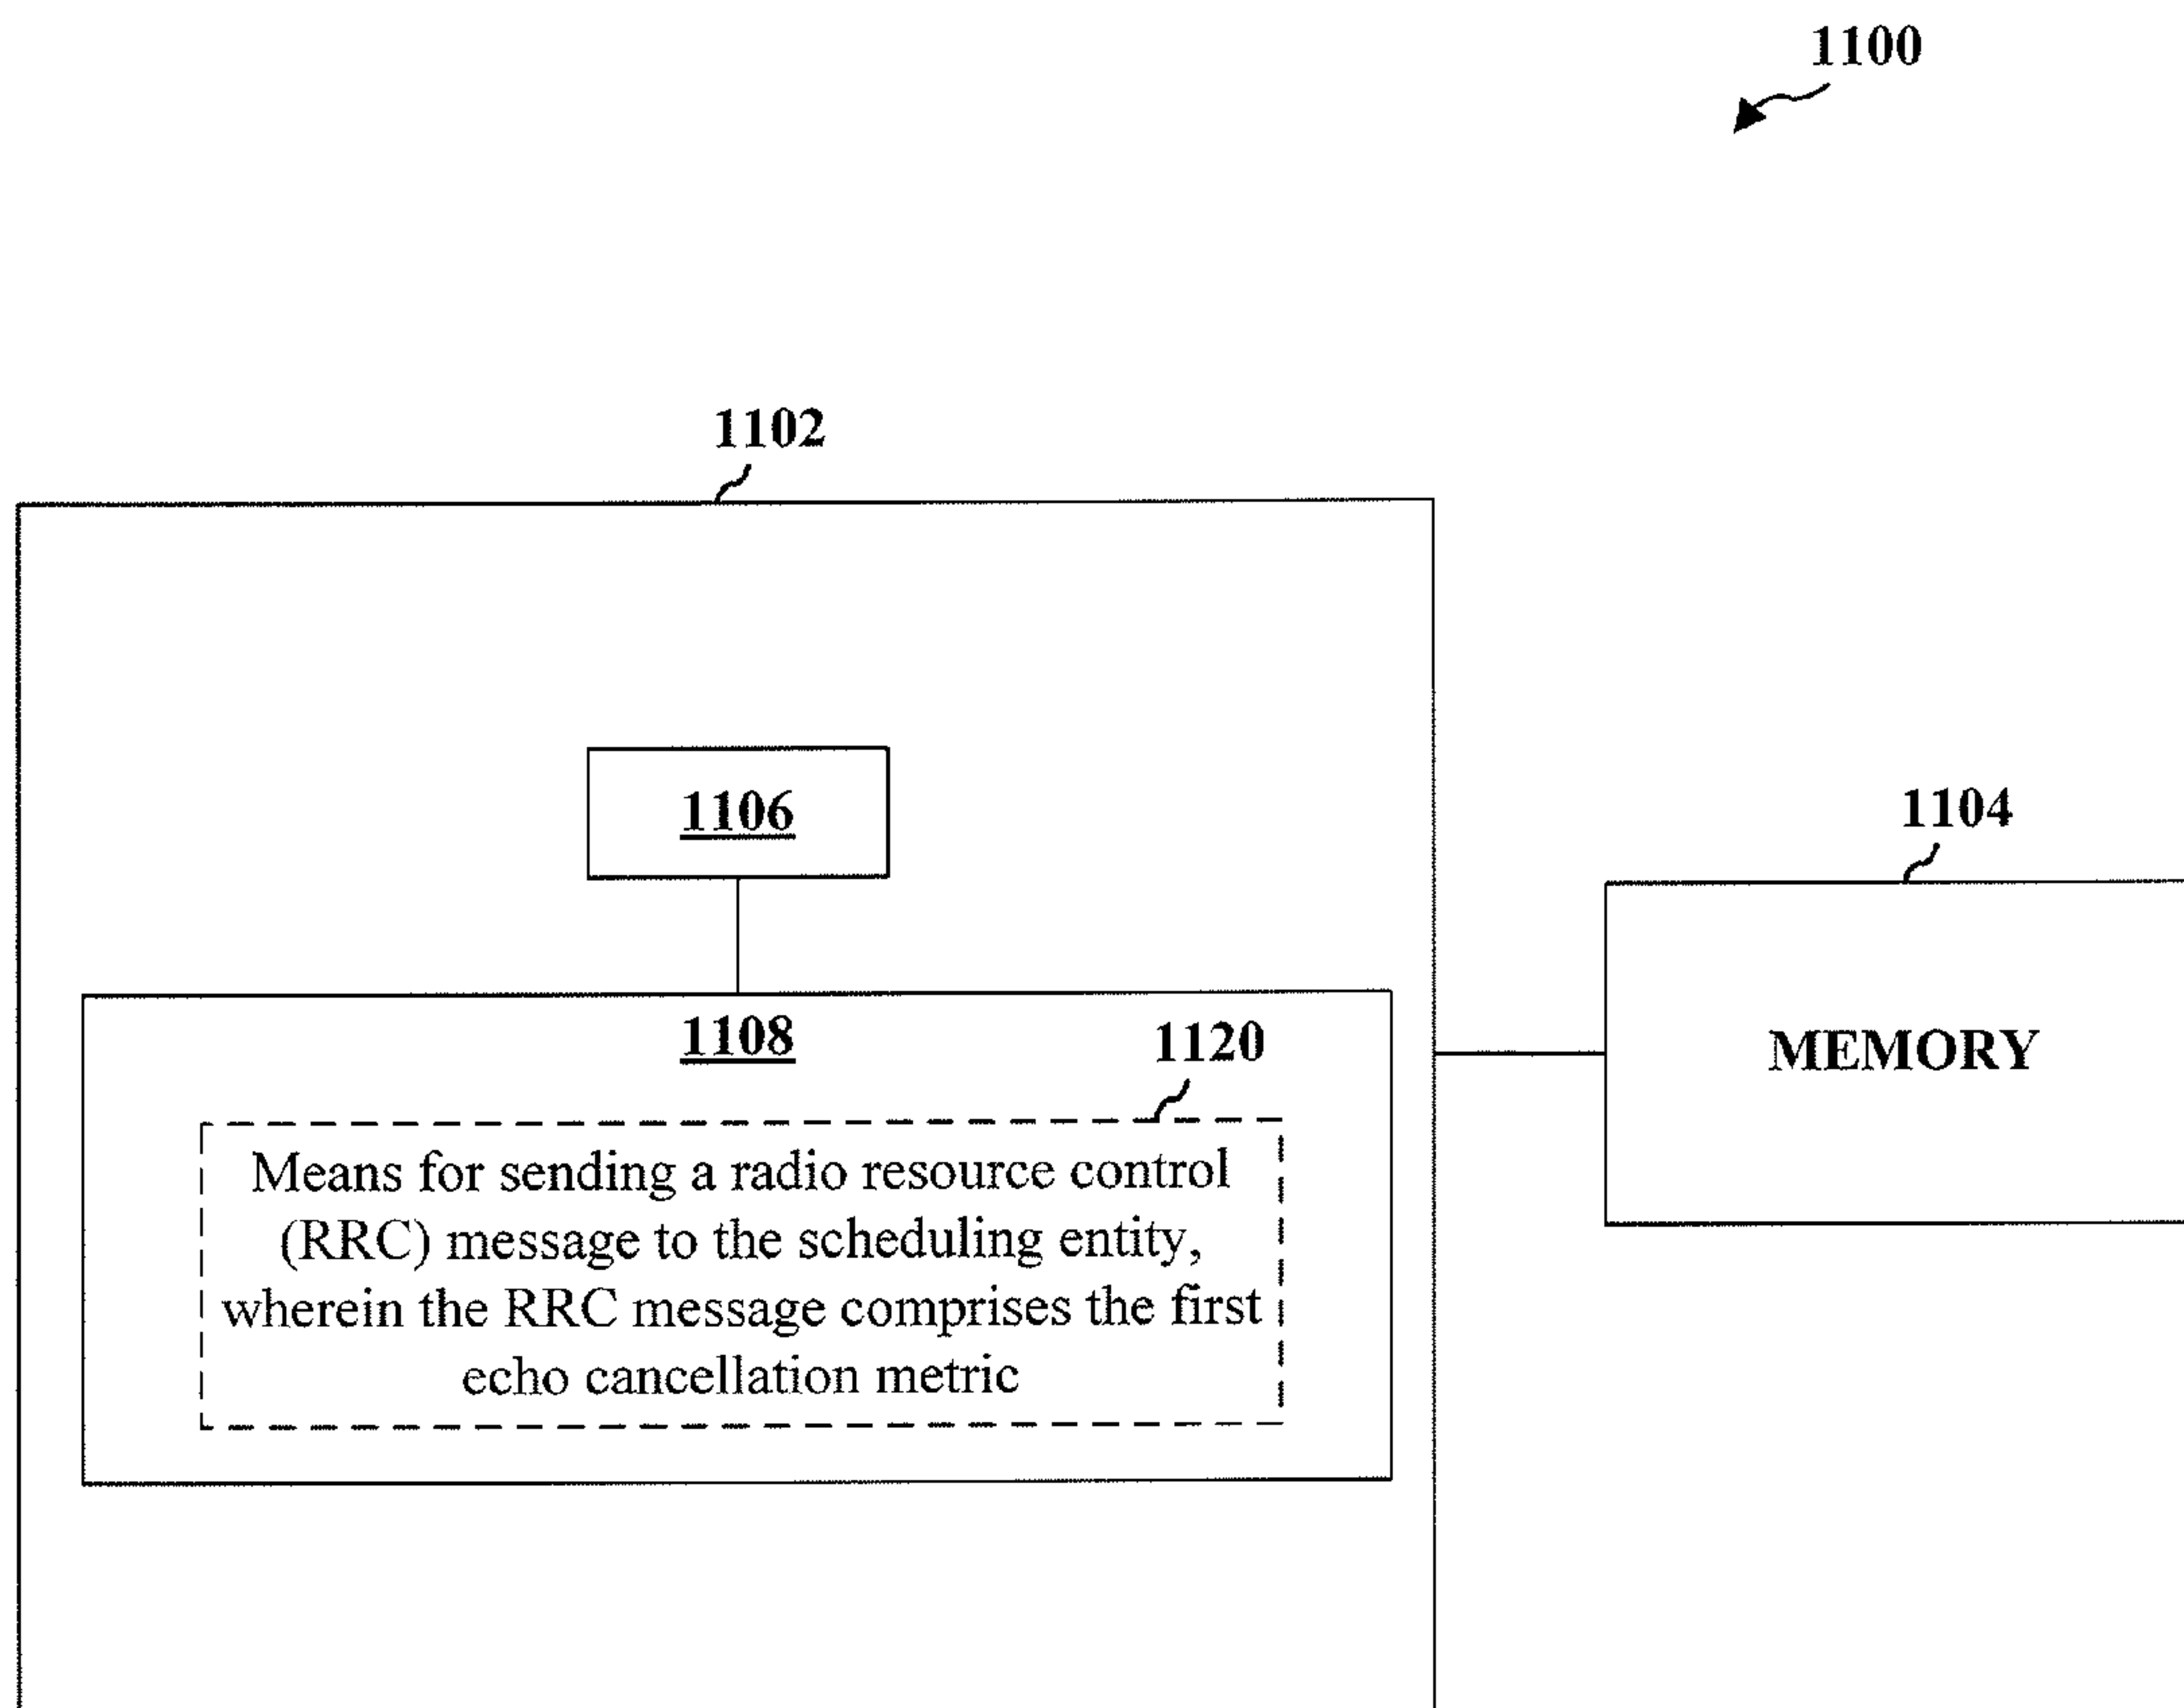 1100
1102
1106
1104
1108
1120
MEMORY
Means for sending a radio resource control
(RRC) message to the scheduling entity,
wherein the RRC message comprises the first
echo cancellation metric